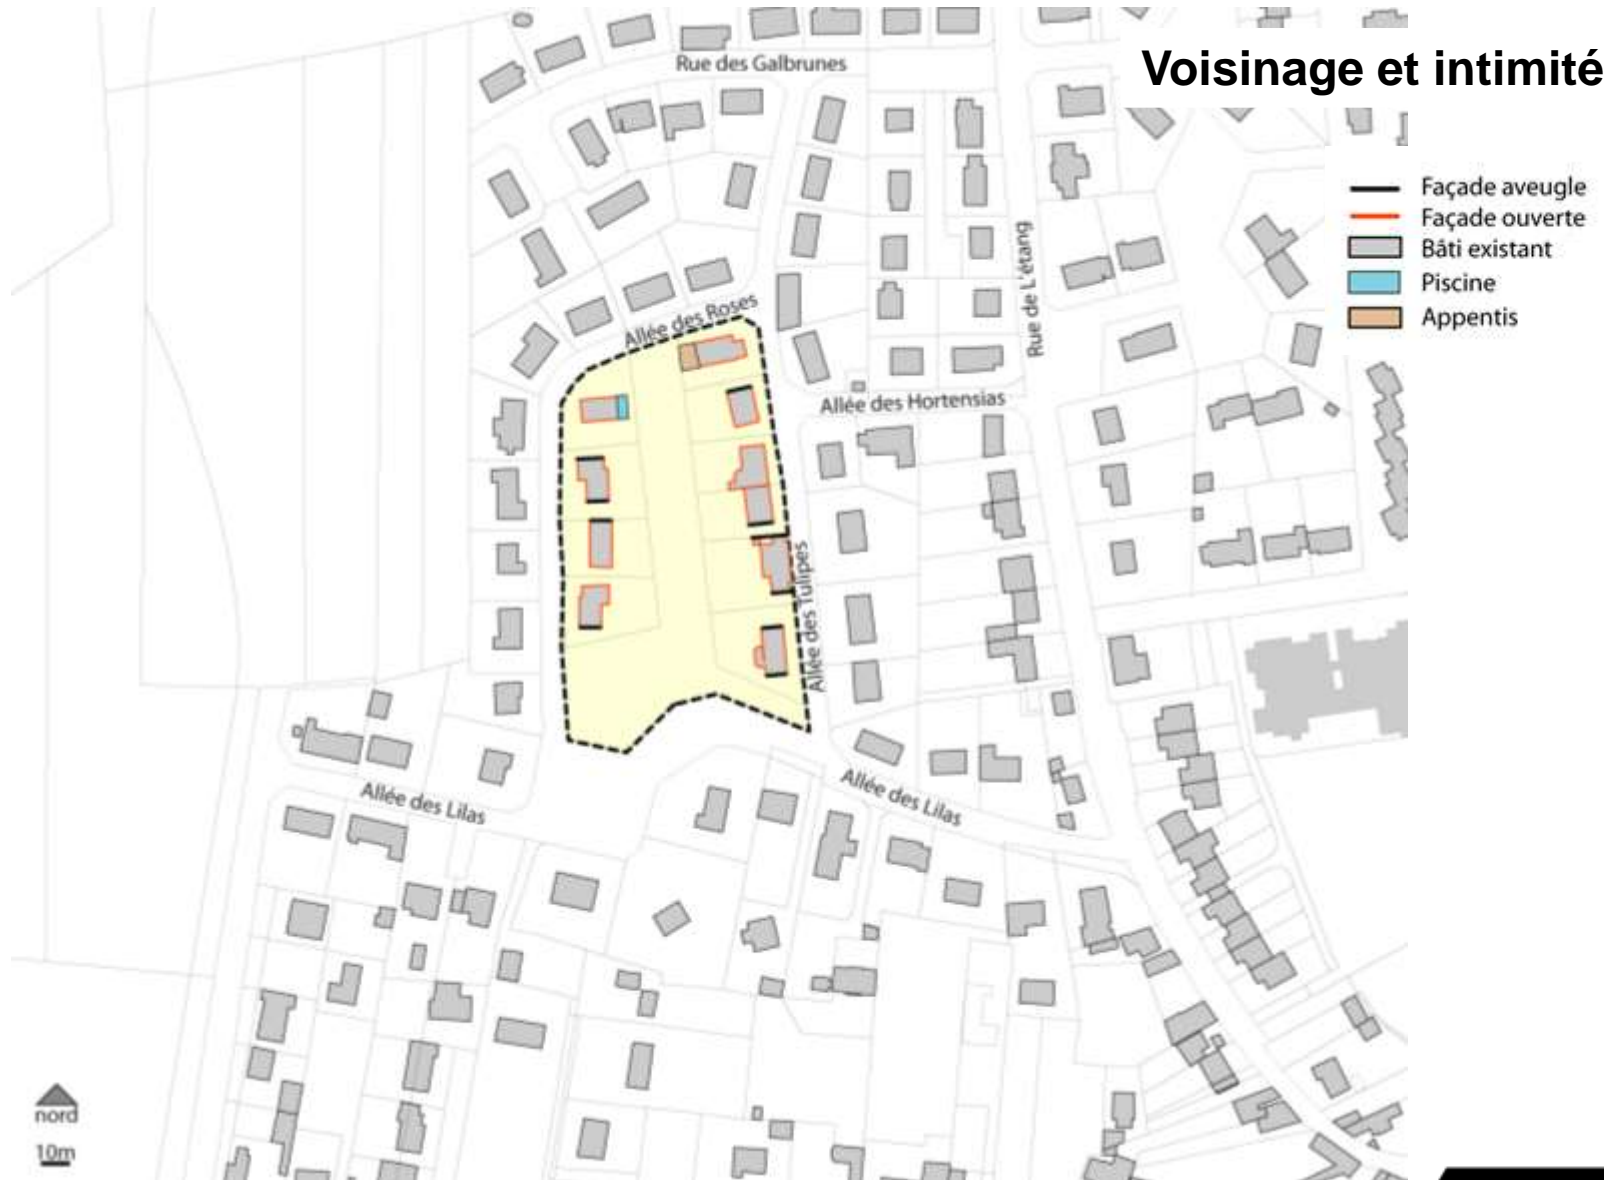 Voisinage et intimité
Rue des Galbrunes
Façade aveugle
Façade ouverte
Bâti existant
Piscine
Appentis
Rue de L'étang
Allée des Roses
Allée des Hortensias
Allée des Tulipes
Allée des Lilas
Allée des Lilas
nord
10m